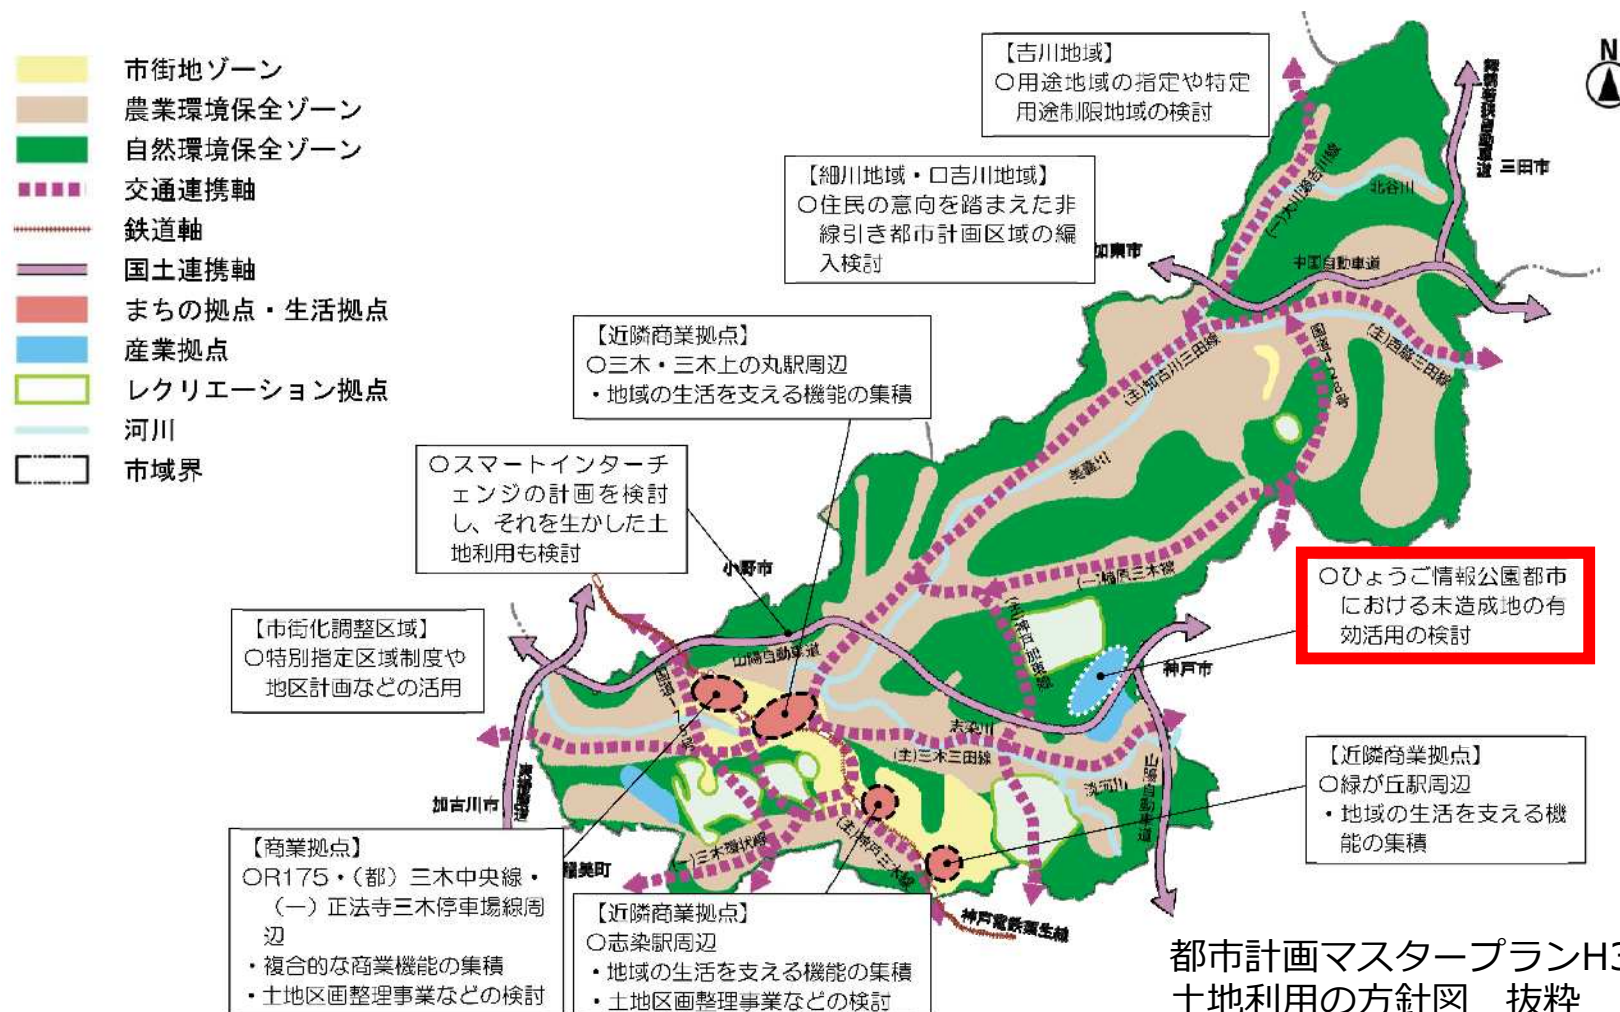 市街地ゾーン
農業環境保全ゾーン
自然環境保全ゾーン
交通連携軸
鉄道軸
国土連携軸
まちの拠点・生活拠点
産業拠点
レクリエーション拠点
河川
市域界
【吉川地域】
○用途地域の指定や特定
用途制限地域の検討
N
【細川地域・口吉川地域】
○住民の意向を踏まえた非
線引き都市計画区域の編
入検討
三田市
(一)大川瀬吉川線
北谷川
加東市
中国自動車道
【近隣商業拠点】
○三木・三木上の丸駅周辺
・地域の生活を支える機能の集積
(主)加古川三田線
国道428号
(主)西脇三田線
美嚢川
○スマートインターチ
ェンジの計画を検討
し、それを生かした土
地利用も検討
小野市
(主)神戸加東線
○ひょうご情報公園都市
における未造成地の有
効活用の検討
神戸市
【市街化調整区域】
○特別指定区域制度や
地区計画などの活用
山陽自動車道
志染川
(主)三木三田線
淡河川
山陽自動車道
加古川市
【近隣商業拠点】
○緑が丘駅周辺
・地域の生活を支える機
能の集積
【商業拠点】
○R175・(都)三木中央線・
(一)正法寺三木停車場線周
辺
・複合的な商業機能の集積
・土地区画整理事業などの検討
稲美町
(一)三木環状線
(主)神戸三木線
【近隣商業拠点】
○志染駅周辺
・地域の生活を支える機能の集積
・土地区画整理事業などの検討
神戸電鉄粟生線
都市計画マスタープランH3
土地利用の方針図 抜粋